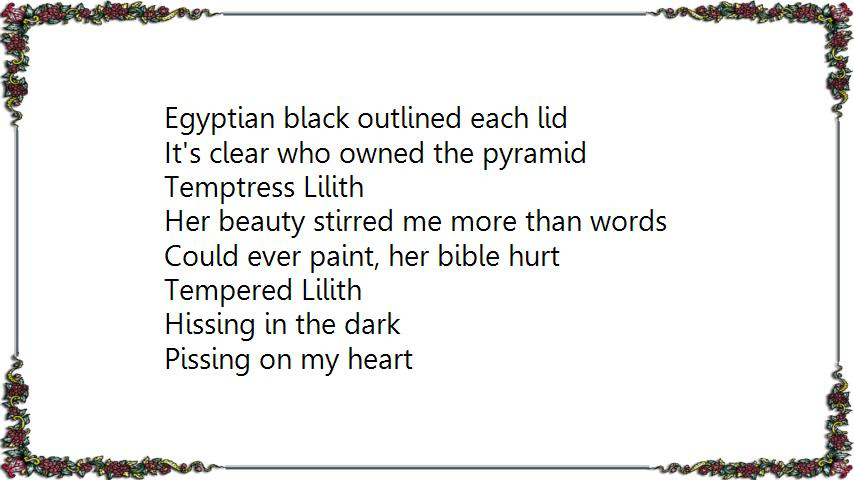 Egyptian black outlined each lid
It's clear who owned the pyramid
Temptress Lilith
Her beauty stirred me more than words
Could ever paint, her bible hurt
Tempered Lilith
Hissing in the dark
Pissing on my heart